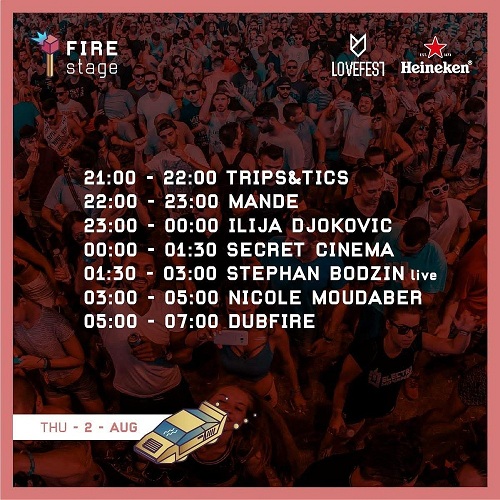 FIRE
stage
LOVEFEST
Heineken®
21:00 - 22:00 TRIPS&TICS
22:00 - 23:00 MANDE
23:00 - 00:00 ILIJA DJOKOVIC
00:00 - 01:30 SECRET CINEMA
01:30 - 03:00 STEPHAN BODZIN live
03:00 - 05:00 NICOLE MOUDABER
05:00 - 07:00 DUBFIRE
THU - 2 - AUG